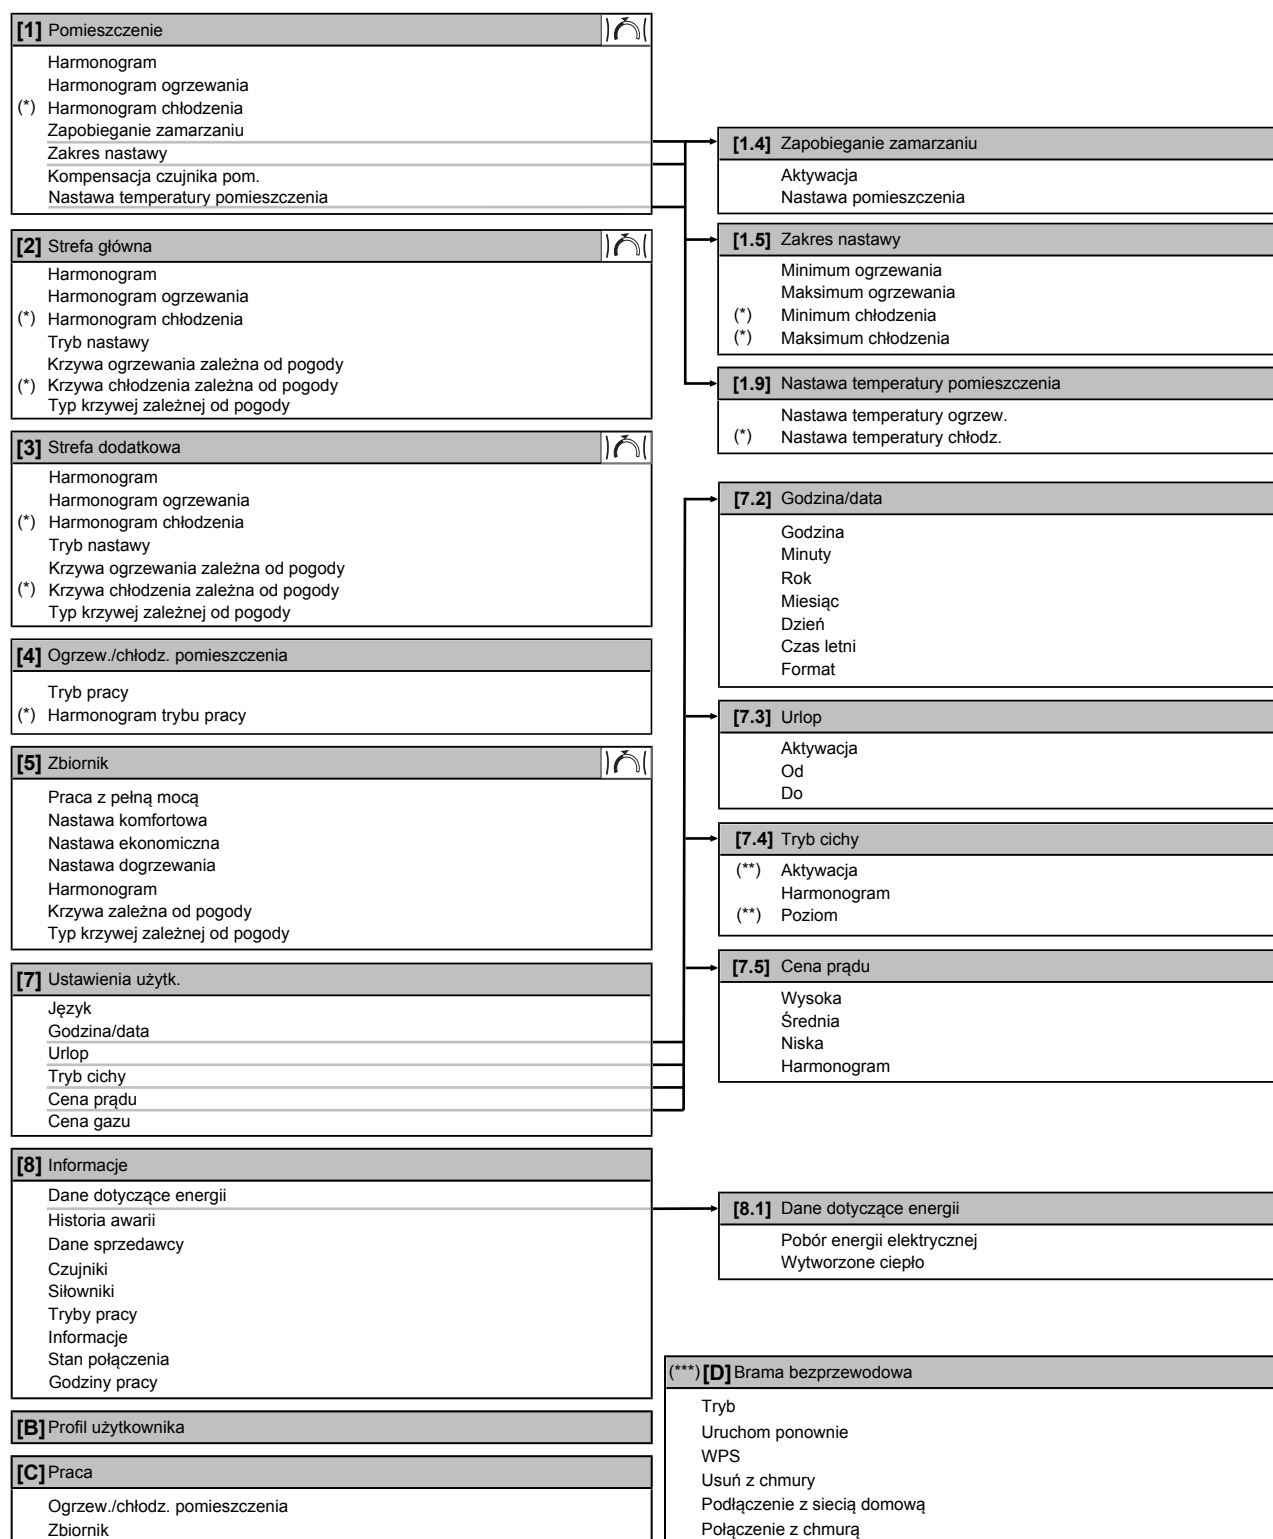 [1] Pomieszczenie
Harmonogram
Harmonogram ogrzewania
(*) Harmonogram chłodzenia
Zapobieganie zamarzaniu
Zakres nastawy
Kompensacja czujnika pom.
Nastawa temperatury pomieszczenia
[2] Strefa główna
Harmonogram
Harmonogram ogrzewania
(*) Harmonogram chłodzenia
Tryb nastawy
Krzywa ogrzewania zależna od pogody
(*) Krzywa chłodzenia zależna od pogody
Typ krzywej zależnej od pogody
[3] Strefa dodatkowa
Harmonogram
Harmonogram ogrzewania
(*) Harmonogram chłodzenia
Tryb nastawy
Krzywa ogrzewania zależna od pogody
(*) Krzywa chłodzenia zależna od pogody
Typ krzywej zależnej od pogody
[4] Ogrzew./chłodz. pomieszczenia
Tryb pracy
(*) Harmonogram trybu pracy
[5] Zbiornik
Praca z pełną mocą
Nastawa komfortowa
Nastawa ekonomiczna
Nastawa dogrzewania
Harmonogram
Krzywa zależna od pogody
Typ krzywej zależnej od pogody
[7] Ustawienia użytk.
Język
Godzina/data
Urlop
Tryb cichy
Cena prądu
Cena gazu
[8] Informacje
Dane dotyczące energii
Historia awarii
Dane sprzedawcy
Czujniki
Siłowniki
Tryby pracy
Informacje
Stan połączenia
Godziny pracy
[B] Profil użytkownika
[C] Praca
Ogrzew./chłodz. pomieszczenia
Zbiornik
[1.4] Zapobieganie zamarzaniu
Aktywacja
Nastawa pomieszczenia
[1.5] Zakres nastawy
Minimum ogrzewania
Maksimum ogrzewania
(*) Minimum chłodzenia
(*) Maksimum chłodzenia
[1.9] Nastawa temperatury pomieszczenia
Nastawa temperatury ogrzew.
(*) Nastawa temperatury chłodz.
[7.2] Godzina/data
Godzina
Minuty
Rok
Miesiąc
Dzień
Czas letni
Format
[7.3] Urlop
Aktywacja
Od
Do
[7.4] Tryb cichy
(**) Aktywacja
Harmonogram
(**) Poziom
[7.5] Cena prądu
Wysoka
Średnia
Niska
Harmonogram
[8.1] Dane dotyczące energii
Pobór energii elektrycznej
Wytworzone ciepło
(***) [D] Brama bezprzewodowa
Tryb
Uruchom ponownie
WPS
Usuń z chmury
Podłączenie z siecią domową
Połączenie z chmurą